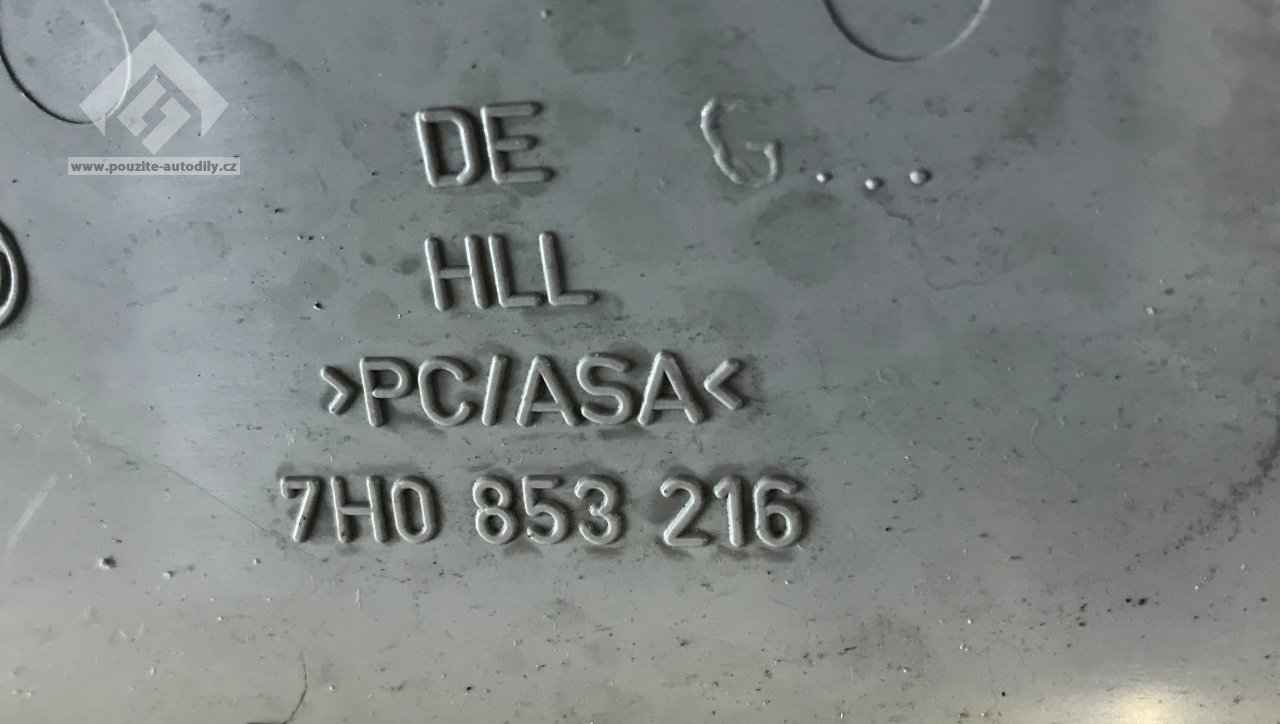 www.pouzite-autodily.cz
DE G...
HLL
>PC/ASA<
7H0 853 216